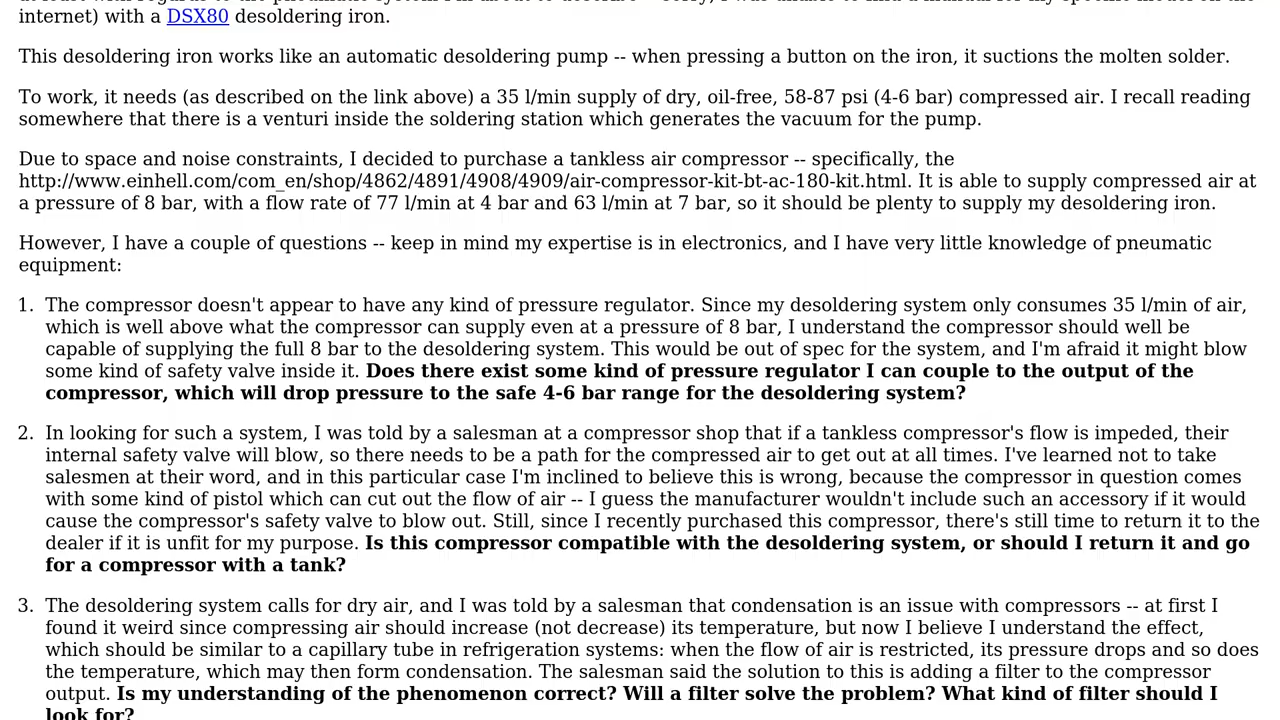 internet) with a DSX80 desoldering iron.
This desoldering iron works like an automatic desoldering pump -- when pressing a button on the iron, it suctions the molten solder.
To work, it needs (as described on the link above) a 35 l/min supply of dry, oil-free, 58-87 psi (4-6 bar) compressed air. I recall reading
somewhere that there is a venturi inside the soldering station which generates the vacuum for the pump.
Due to space and noise constraints, I decided to purchase a tankless air compressor -- specifically, the
http://www.einhell.com/com_en/shop/4862/4891/4908/4909/air-compressor-kit-bt-ac-180-kit.html. It is able to supply compressed air at
a pressure of 8 bar, with a flow rate of 77 l/min at 4 bar and 63 l/min at 7 bar, so it should be plenty to supply my desoldering iron.
However, I have a couple of questions -- keep in mind my expertise is in electronics, and I have very little knowledge of pneumatic
equipment:
1. The compressor doesn't appear to have any kind of pressure regulator. Since my desoldering system only consumes 35 l/min of air,
which is well above what the compressor can supply even at a pressure of 8 bar, I understand the compressor should well be
capable of supplying the full 8 bar to the desoldering system. This would be out of spec for the system, and I'm afraid it might blow
some kind of safety valve inside it. Does there exist some kind of pressure regulator I can couple to the output of the
compressor, which will drop pressure to the safe 4-6 bar range for the desoldering system?
2. In looking for such a system, I was told by a salesman at a compressor shop that if a tankless compressor's flow is impeded, their
internal safety valve will blow, so there needs to be a path for the compressed air to get out at all times. I've learned not to take
salesmen at their word, and in this particular case I'm inclined to believe this is wrong, because the compressor in question comes
with some kind of pistol which can cut out the flow of air -- I guess the manufacturer wouldn't include such an accessory if it would
cause the compressor's safety valve to blow out. Still, since I recently purchased this compressor, there's still time to return it to the
dealer if it is unfit for my purpose. Is this compressor compatible with the desoldering system, or should I return it and go
for a compressor with a tank?
3. The desoldering system calls for dry air, and I was told by a salesman that condensation is an issue with compressors -- at first I
found it weird since compressing air should increase (not decrease) its temperature, but now I believe I understand the effect,
which should be similar to a capillary tube in refrigeration systems: when the flow of air is restricted, its pressure drops and so does
the temperature, which may then form condensation. The salesman said the solution to this is adding a filter to the compressor
output. Is my understanding of the phenomenon correct? Will a filter solve the problem? What kind of filter should I
look for?